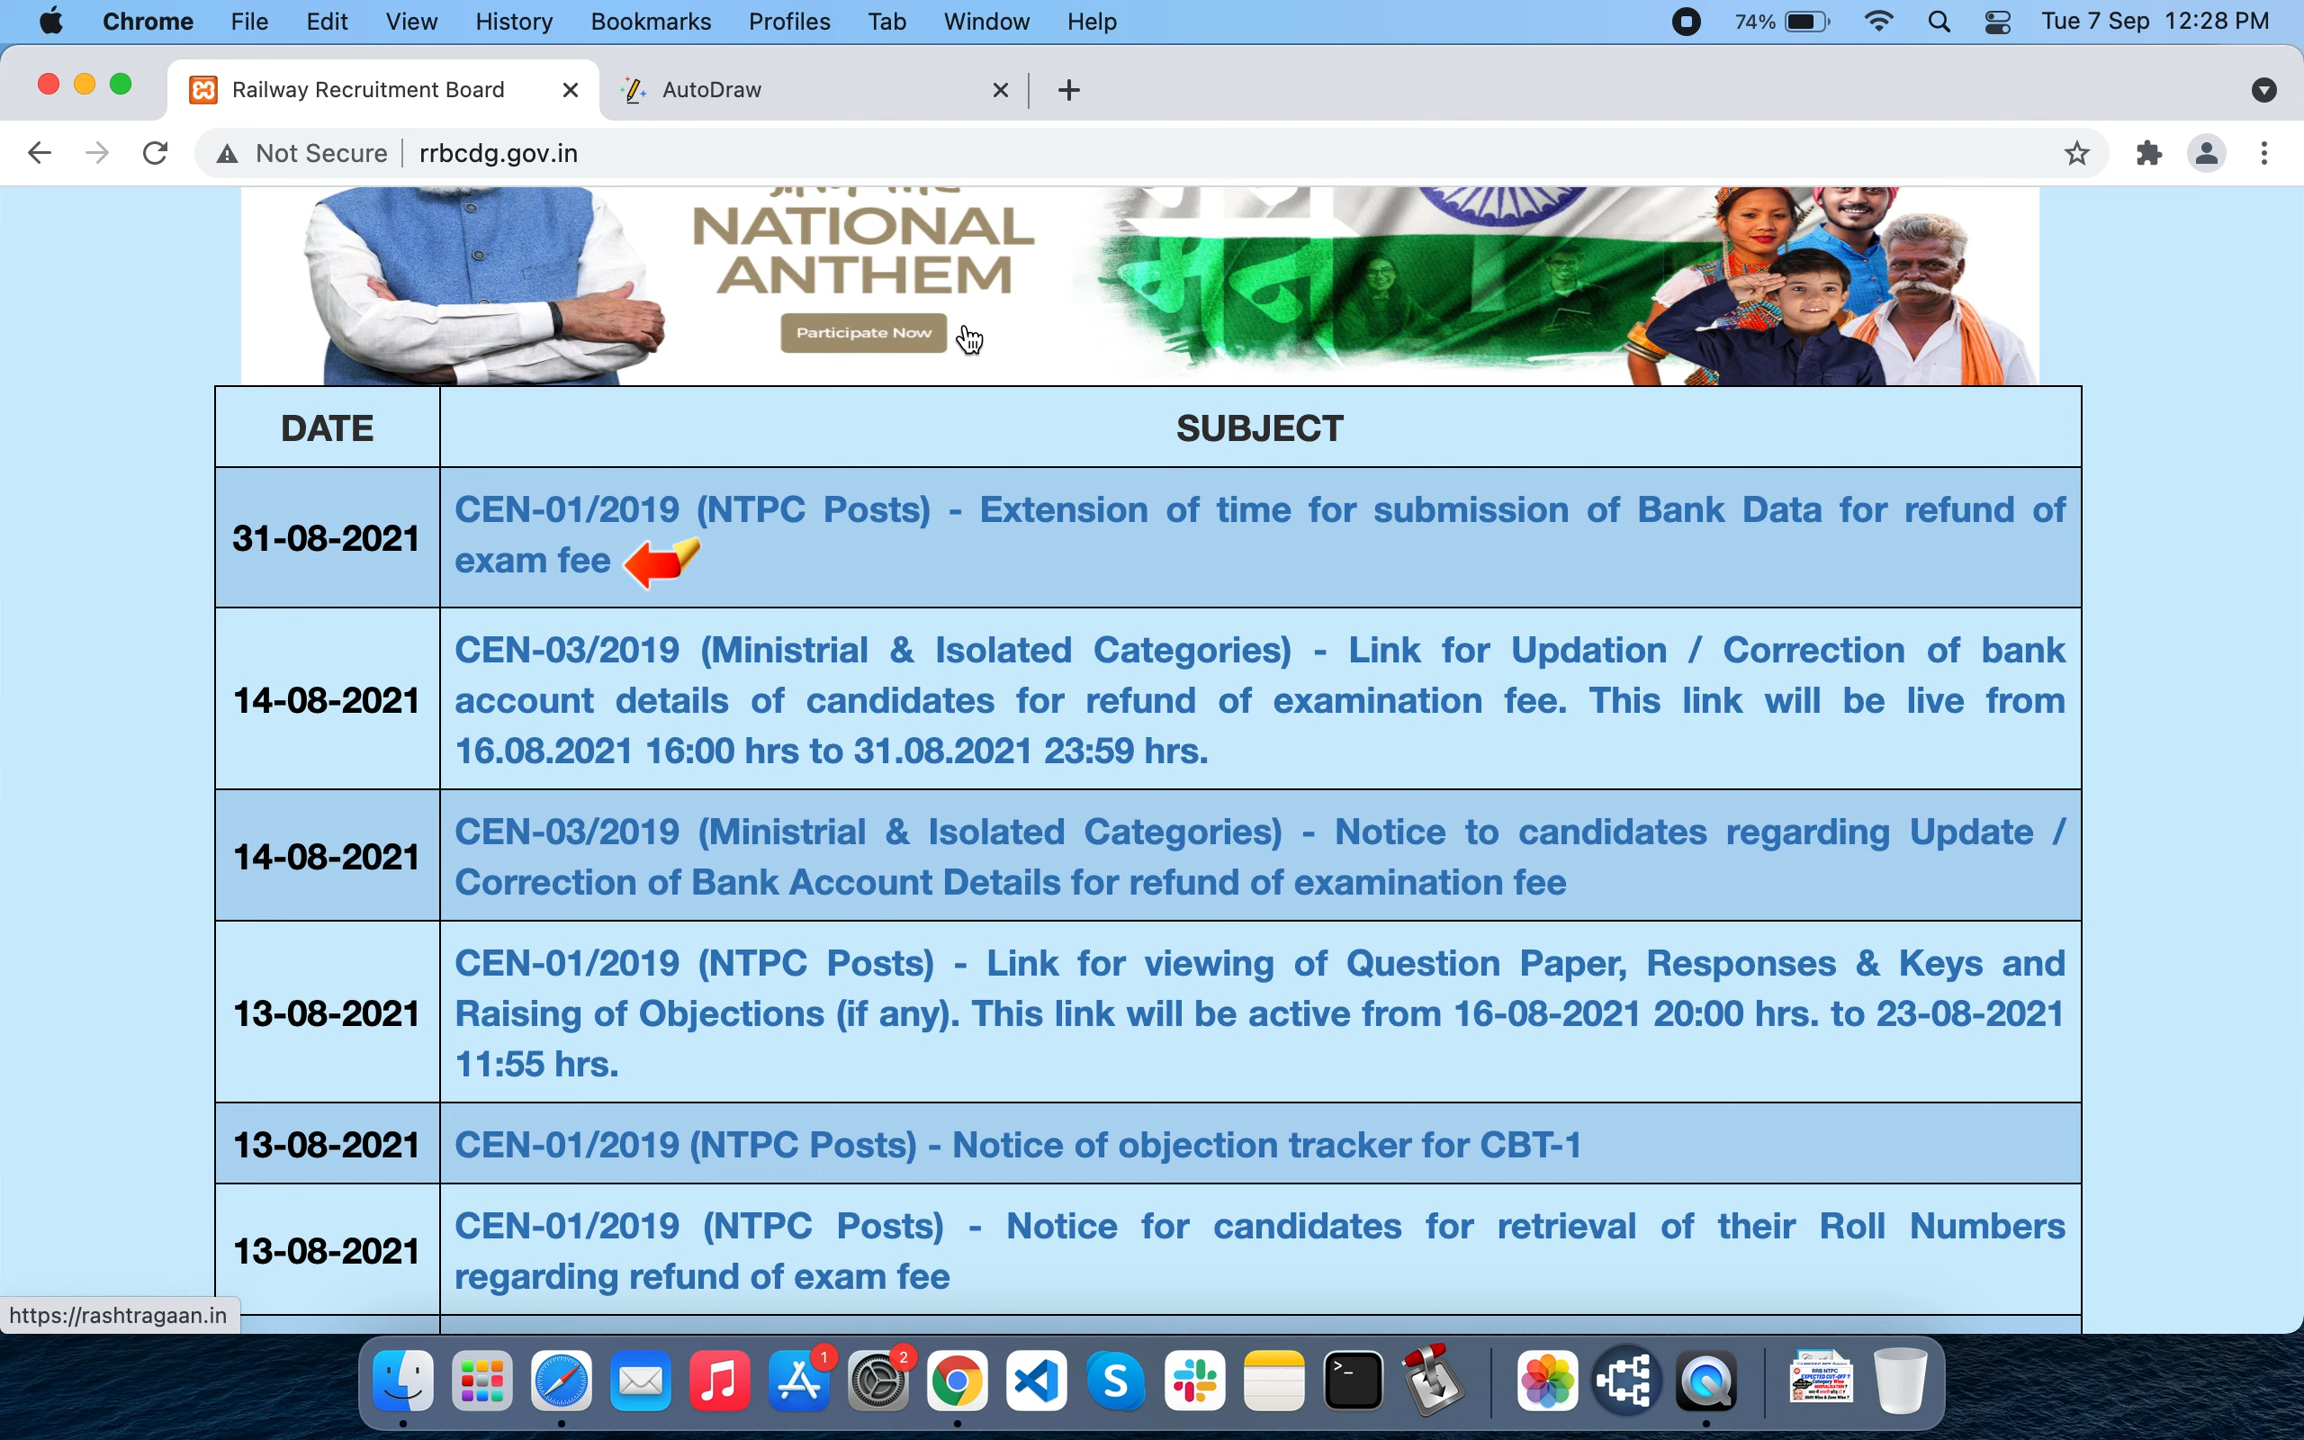 Chrome File Edit View History Bookmarks Profiles Tab Window Help 74% Tue 7 Sep 12:28 PM
Railway Recruitment Board AutoDraw
Not Secure rrbcdg.gov.in
NATIONAL
ANTHEM
Participate Now
DATE SUBJECT
31-08-2021 CEN-01/2019 (NTPC Posts) - Extension of time for submission of Bank Data for refund of
exam fee
14-08-2021 CEN-03/2019 (Ministrial & Isolated Categories) - Link for Updation / Correction of bank
account details of candidates for refund of examination fee. This link will be live from
16.08.2021 16:00 hrs to 31.08.2021 23:59 hrs.
14-08-2021 CEN-03/2019 (Ministrial & Isolated Categories) - Notice to candidates regarding Update /
Correction of Bank Account Details for refund of examination fee
13-08-2021 CEN-01/2019 (NTPC Posts) - Link for viewing of Question Paper, Responses & Keys and
Raising of Objections (if any). This link will be active from 16-08-2021 20:00 hrs. to 23-08-2021
11:55 hrs.
13-08-2021 CEN-01/2019 (NTPC Posts) - Notice of objection tracker for CBT-1
13-08-2021 CEN-01/2019 (NTPC Posts) - Notice for candidates for retrieval of their Roll Numbers
regarding refund of exam fee
https://rashtragaan.in
1 2